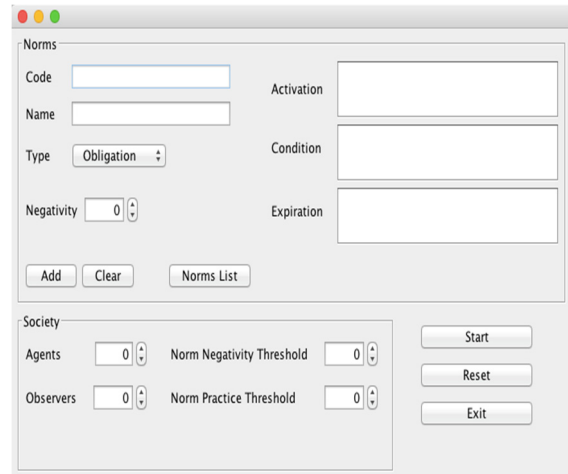 Norms
Code
Name
Type Obligation
Negativity 0
Activation
Condition
Expiration
Add Clear Norms List
Society
Agents 0 Norm Negativity Threshold 0
Observers 0 Norm Practice Threshold 0
Start
Reset
Exit